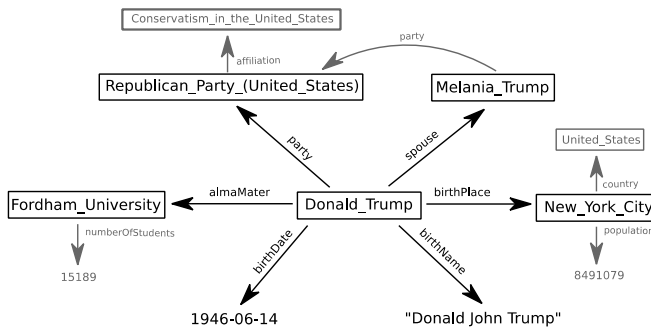 Conservatism_in_the_United_States
affiliation
party
Republican_Party_(United_States)
Melania_Trump
party
spouse
United_States
country
Fordham_University
almaMater
Donald_Trump
birthPlace
New_York_City
numberOfStudents
population
birthDate
birthName
15189
8491079
1946-06-14
"Donald John Trump"